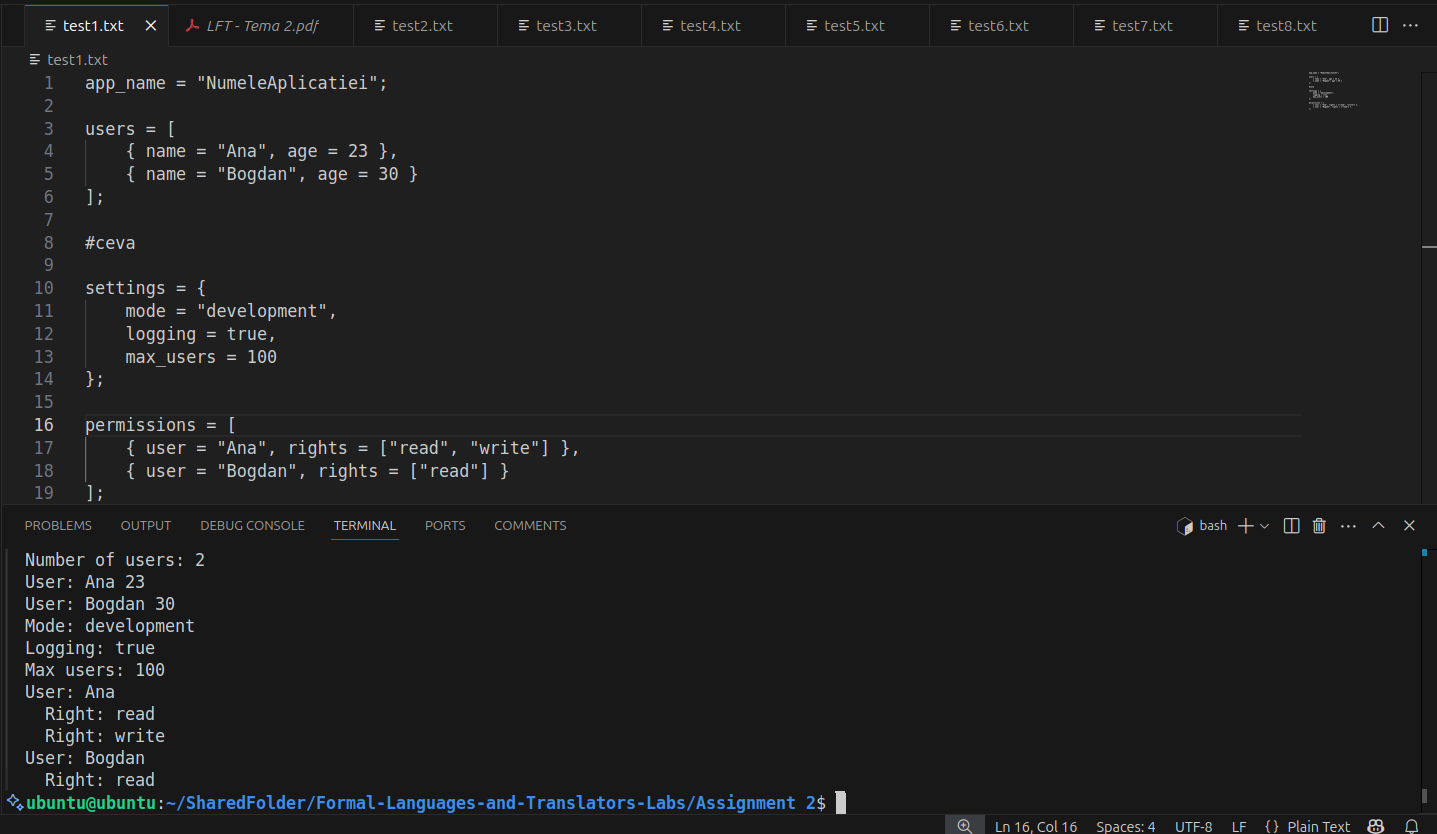 test1.txt LFT - Tema 2.pdf test2.txt test3.txt test4.txt test5.txt test6.txt test7.txt test8.txt
test1.txt
1 app_name = "NumeleAplicatiei";
2
3 users = [
4     { name = "Ana", age = 23 },
5     { name = "Bogdan", age = 30 }
6 ];
7
8 #ceva
9
10 settings = {
11     mode = "development",
12     logging = true,
13     max_users = 100
14 };
15
16 permissions = [
17     { user = "Ana", rights = ["read", "write"] },
18     { user = "Bogdan", rights = ["read"] }
19 ];
PROBLEMS OUTPUT DEBUG CONSOLE TERMINAL PORTS COMMENTS bash
Number of users: 2
User: Ana 23
User: Bogdan 30
Mode: development
Logging: true
Max users: 100
User: Ana
  Right: read
  Right: write
User: Bogdan
  Right: read
ubuntu@ubuntu:~/SharedFolder/Formal-Languages-and-Translators-Labs/Assignment 2$
Ln 16, Col 16 Spaces: 4 UTF-8 LF {} Plain Text